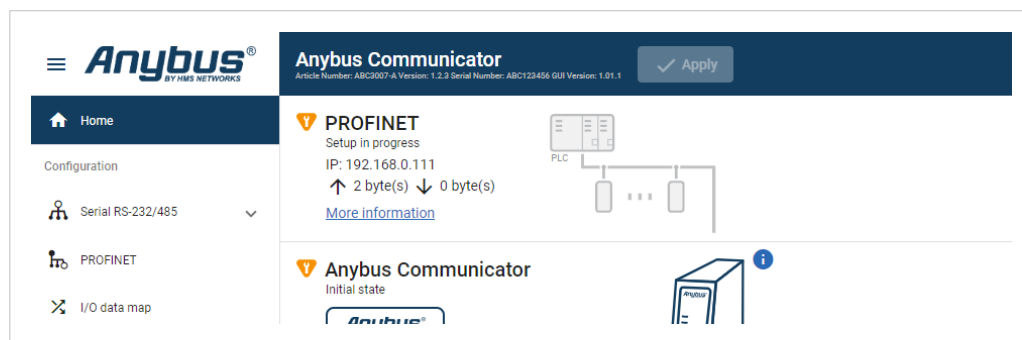 Anybus®
BY HMS NETWORKS
Anybus Communicator
Article Number: ABC3007-A Version: 1.2.3 Serial Number: ABC123456 GUI Version: 1.01.1
Apply
Home
Configuration
Serial RS-232/485
PROFINET
I/O data map
PROFINET
Setup in progress
IP: 192.168.0.111
2 byte(s) 0 byte(s)
More information
PLC
Anybus Communicator
Initial state
Anybus®
Anybus